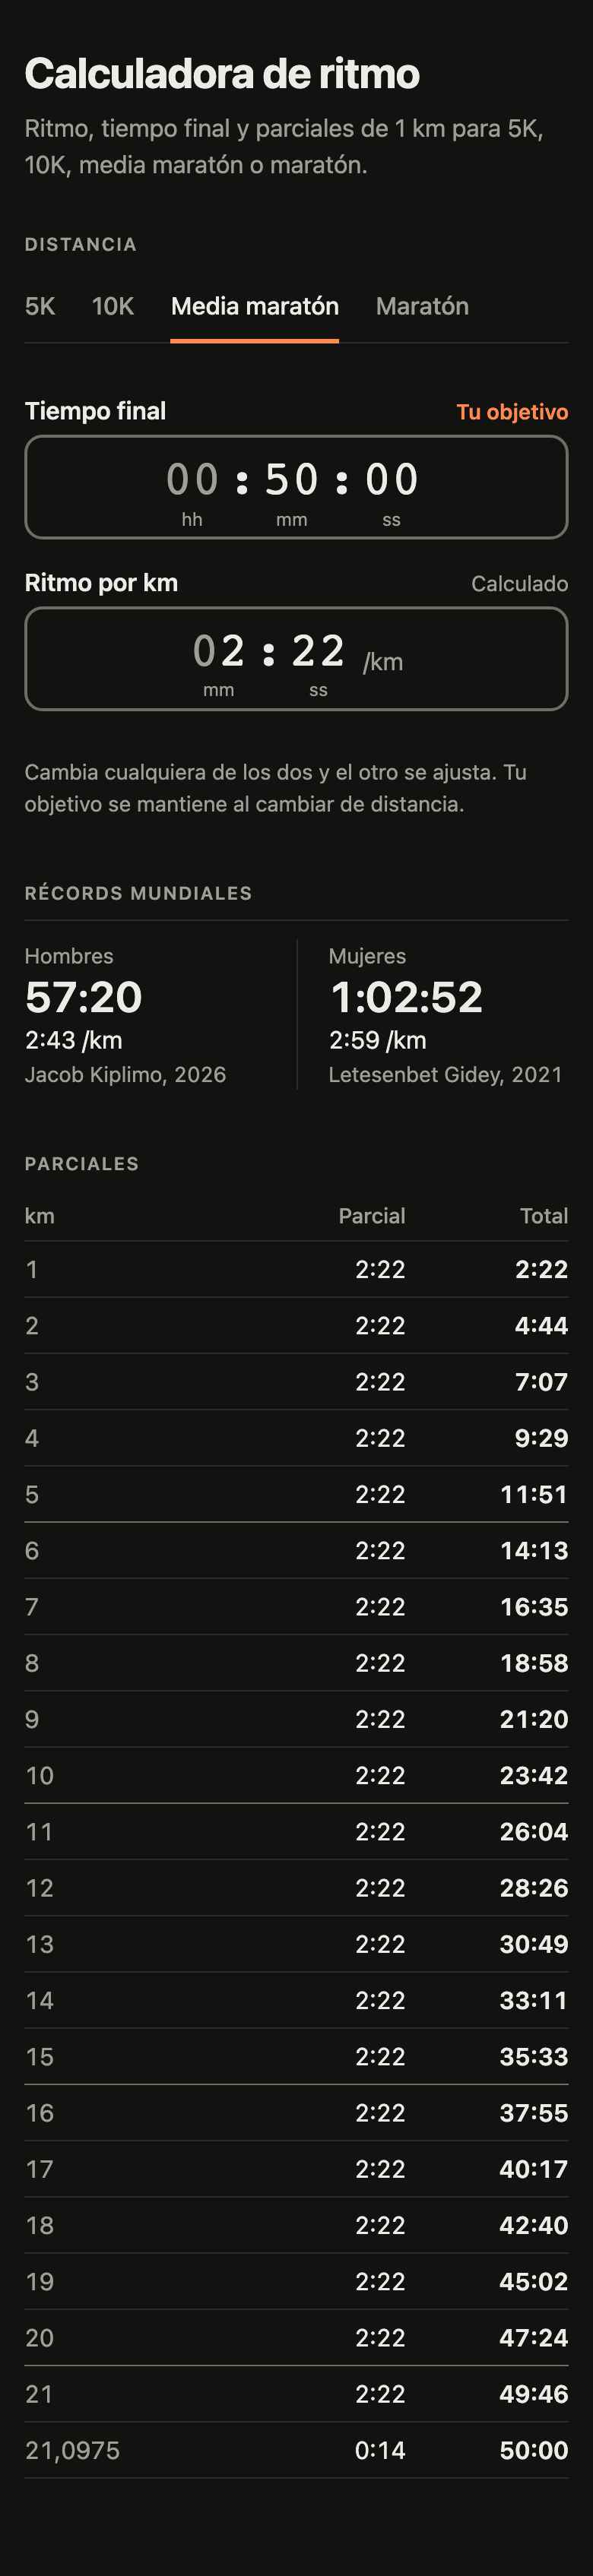 Calculadora de ritmo
Ritmo, tiempo final y parciales de 1 km para 5K,
10K, media maratón o maratón.
DISTANCIA
5K 10K Media maratón Maratón
Tiempo final Tu objetivo
00 : 50 : 00
hh mm ss
Ritmo por km Calculado
02 : 22 /km
mm ss
Cambia cualquiera de los dos y el otro se ajusta. Tu
objetivo se mantiene al cambiar de distancia.
RÉCORDS MUNDIALES
Hombres Mujeres
57:20 1:02:52
2:43 /km 2:59 /km
Jacob Kiplimo, 2026 Letesenbet Gidey, 2021
PARCIALES
km Parcial Total
1 2:22 2:22
2 2:22 4:44
3 2:22 7:07
4 2:22 9:29
5 2:22 11:51
6 2:22 14:13
7 2:22 16:35
8 2:22 18:58
9 2:22 21:20
10 2:22 23:42
11 2:22 26:04
12 2:22 28:26
13 2:22 30:49
14 2:22 33:11
15 2:22 35:33
16 2:22 37:55
17 2:22 40:17
18 2:22 42:40
19 2:22 45:02
20 2:22 47:24
21 2:22 49:46
21,0975 0:14 50:00